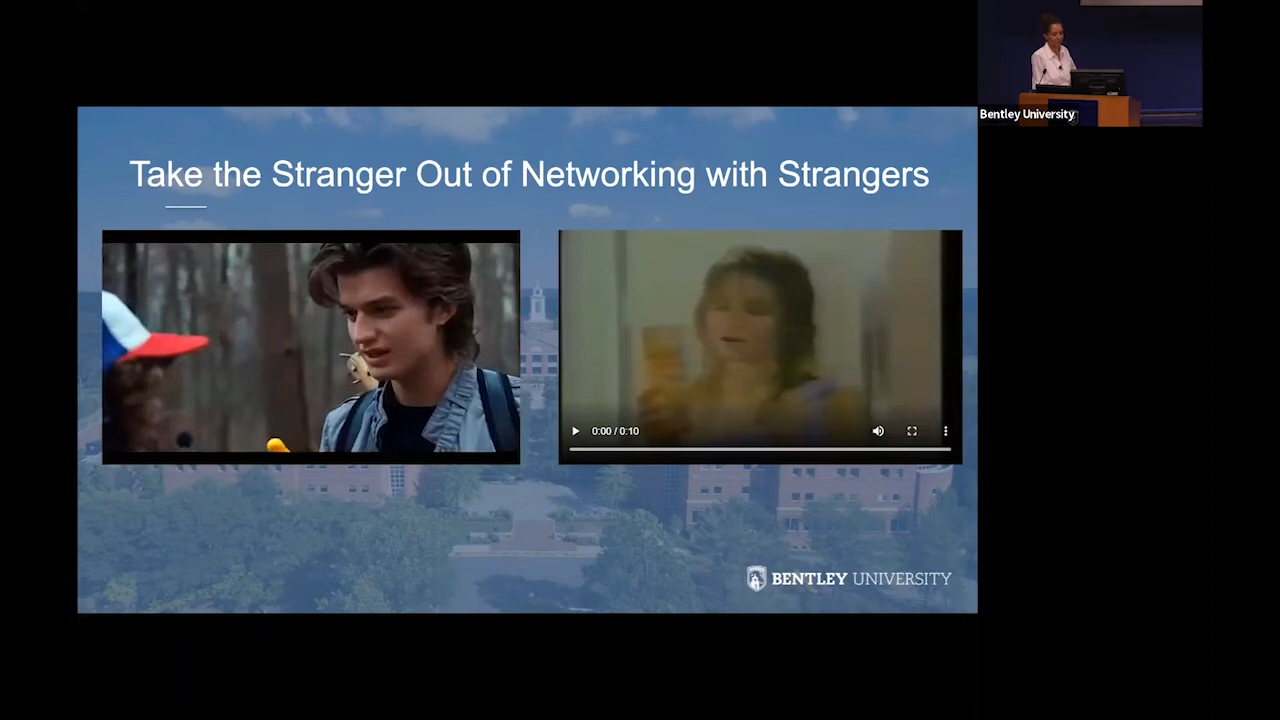 Bentley University
Take the Stranger Out of Networking with Strangers
0:00 / 0:10
BENTLEY UNIVERSITY